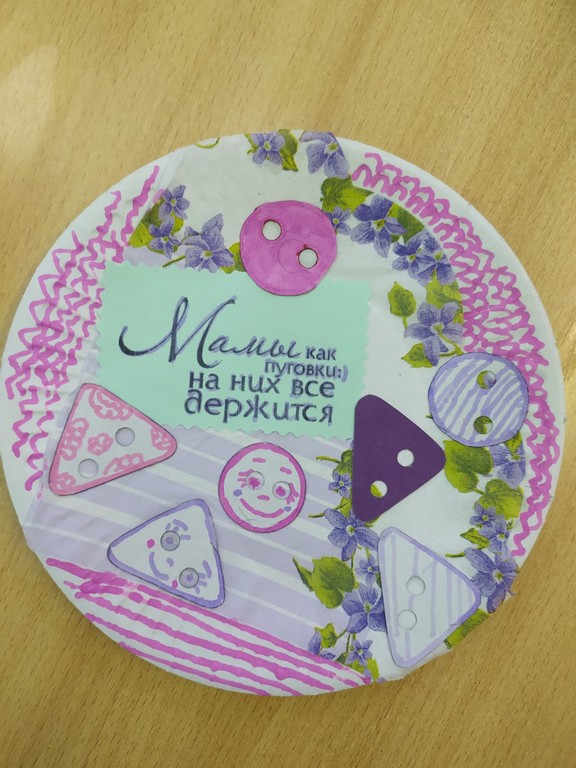 Мамы как
пуговки:)
на них все
держится